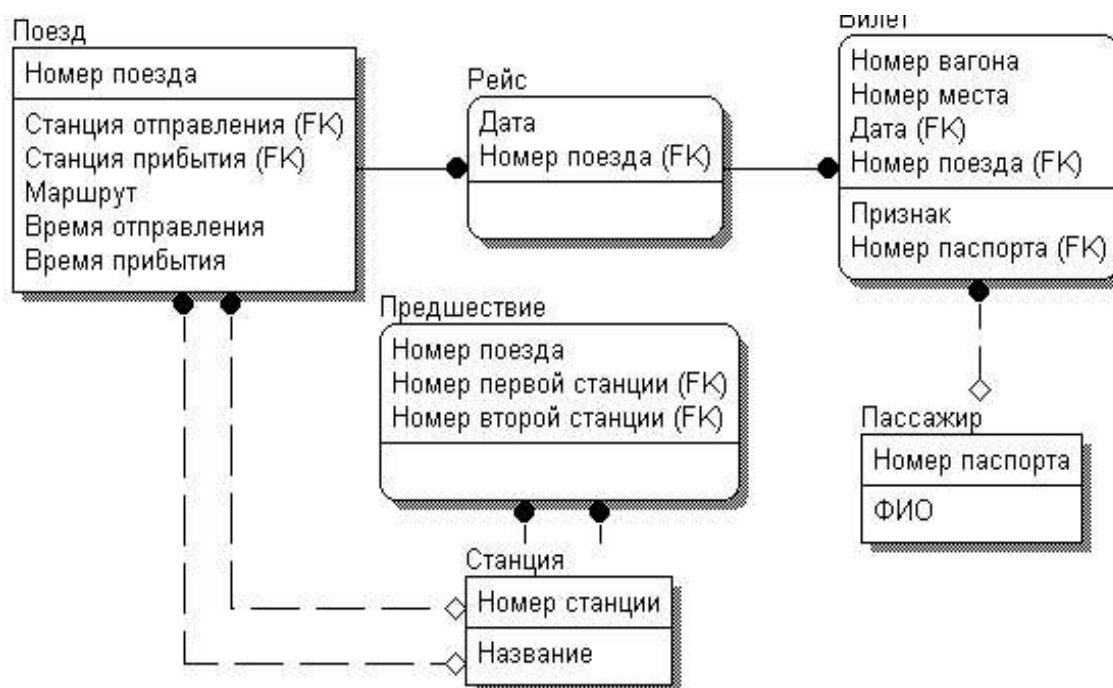 Поезд
Номер поезда
Станция отправления (FK)
Станция прибытия (FK)
Маршрут
Время отправления
Время прибытия
Рейс
Дата
Номер поезда (FK)
Билет
Номер вагона
Номер места
Дата (FK)
Номер поезда (FK)
Признак
Номер паспорта (FK)
Предшествие
Номер поезда
Номер первой станции (FK)
Номер второй станции (FK)
Пассажир
Номер паспорта
ФИО
Станция
Номер станции
Название